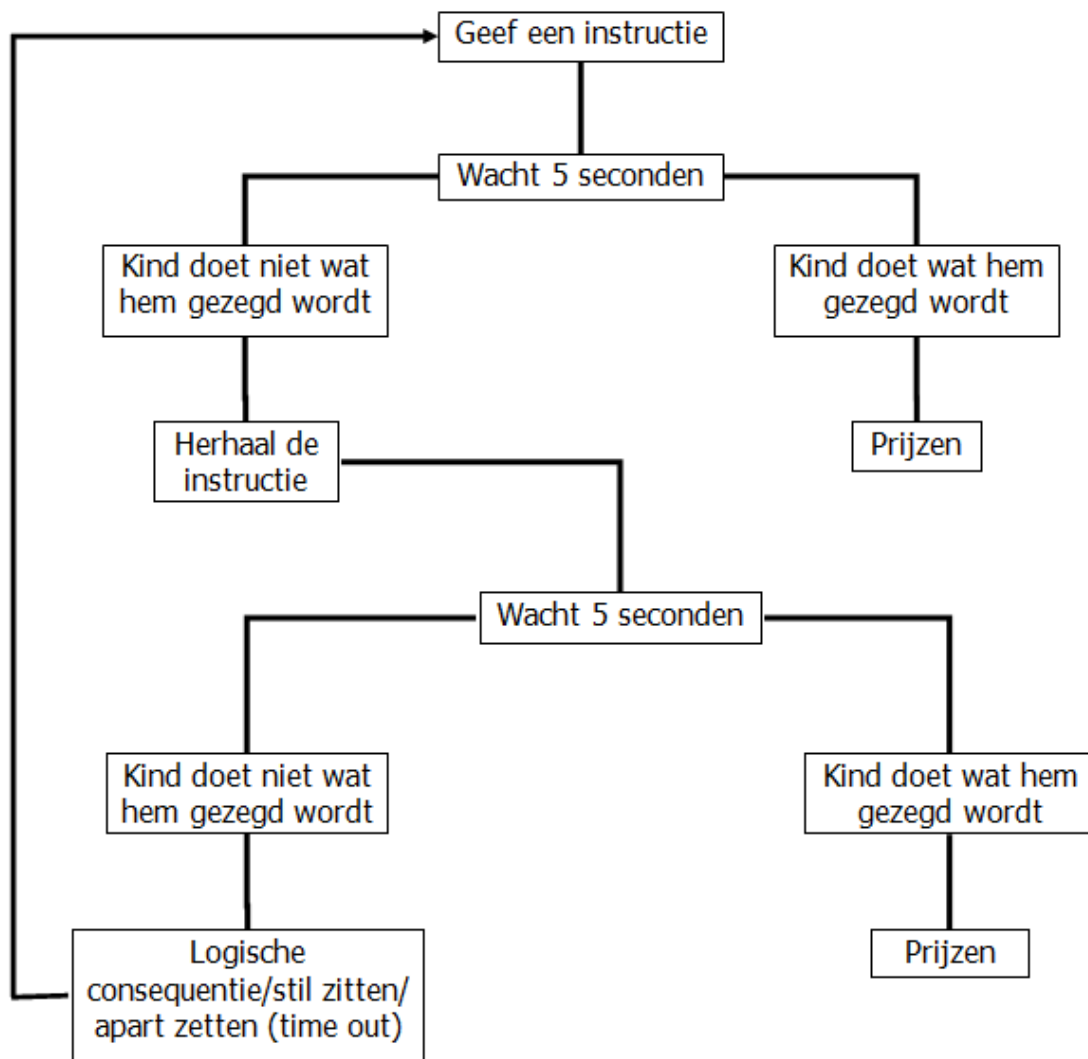 Geef een instructie
Wacht 5 seconden
Kind doet niet wat
hem gezegd wordt
Kind doet wat hem
gezegd wordt
Herhaal de
instructie
Prijzen
Wacht 5 seconden
Kind doet niet wat
hem gezegd wordt
Kind doet wat hem
gezegd wordt
Logische
consequentie/stil zitten/
apart zetten (time out)
Prijzen